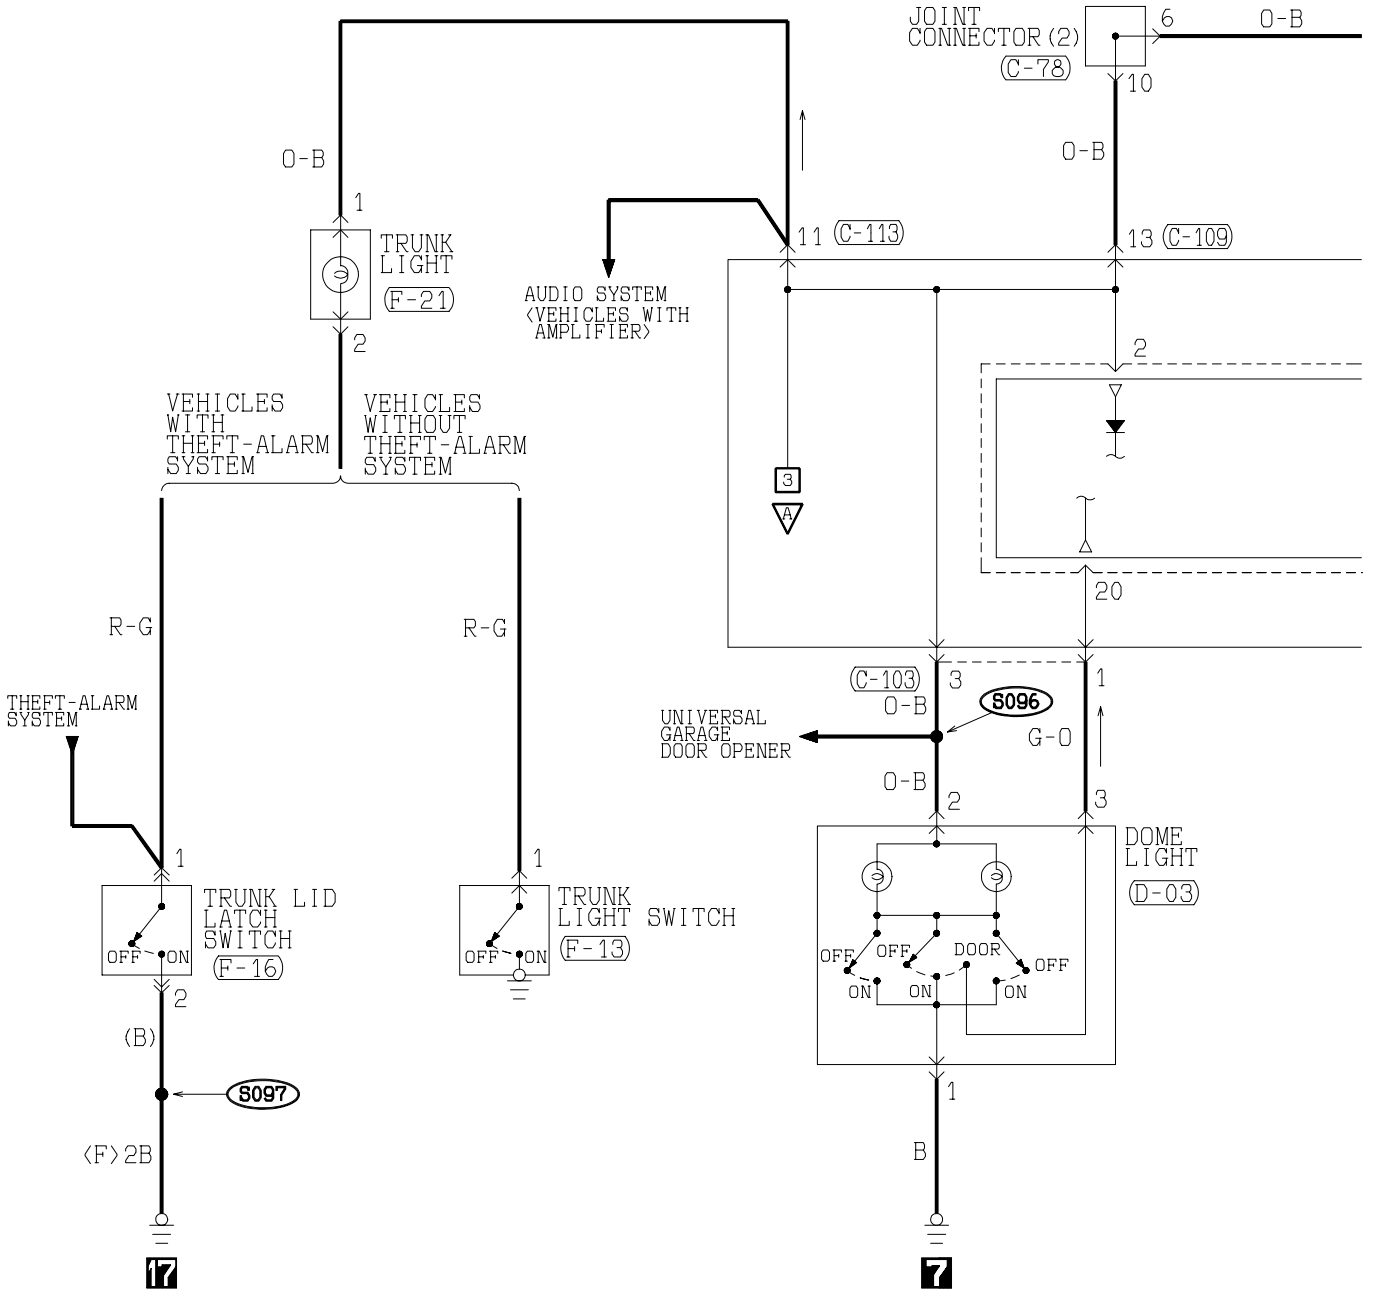 JOINT
CONNECTOR(2)
(C-78)
6
O-B
10
O-B
O-B
1
TRUNK
LIGHT
(F-21)
2
11
(C-113)
13
(C-109)
AUDIO SYSTEM
<VEHICLES WITH
AMPLIFIER>
2
VEHICLES
WITH
THEFT-ALARM
SYSTEM
VEHICLES
WITHOUT
THEFT-ALARM
SYSTEM
3
A
20
R-G
R-G
(C-103)
3
1
O-B
S096
THEFT-ALARM
SYSTEM
UNIVERSAL
GARAGE
DOOR OPENER
G-O
O-B
2
3
1
TRUNK LID
LATCH
SWITCH
(F-16)
OFF
ON
2
1
TRUNK
LIGHT SWITCH
(F-13)
OFF
ON
DOME
LIGHT
(D-03)
OFF
OFF
DOOR
OFF
ON
ON
ON
(B)
S097
1
<F>2B
B
17
7